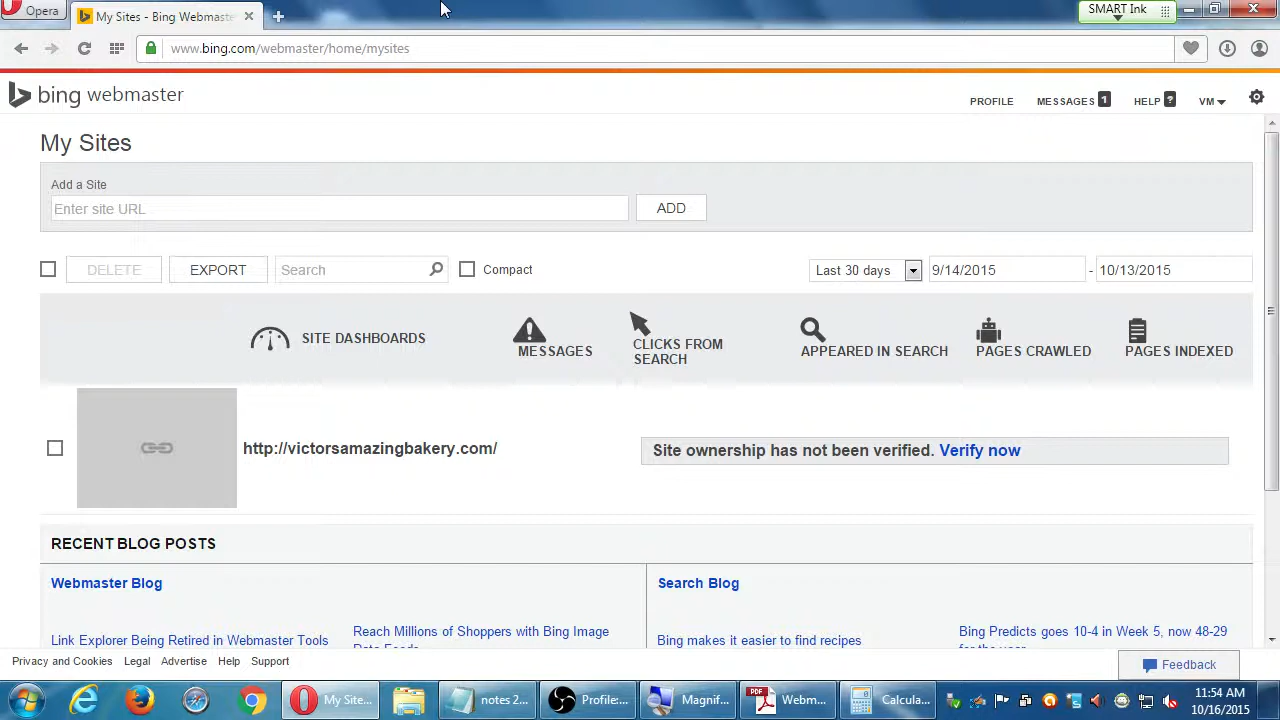 Opera
My Sites - Bing Webmaste
SMART Ink
www.bing.com/webmaster/home/mysites
bing webmaster
PROFILE
MESSAGES 1
HELP ?
VM
My Sites
Add a Site
Enter site URL
ADD
DELETE
EXPORT
Search
Compact
Last 30 days
9/14/2015
- 10/13/2015
SITE DASHBOARDS
MESSAGES
CLICKS FROM
SEARCH
APPEARED IN SEARCH
PAGES CRAWLED
PAGES INDEXED
http://victorsamazingbakery.com/
Site ownership has not been verified. Verify now
RECENT BLOG POSTS
Webmaster Blog
Search Blog
Link Explorer Being Retired in Webmaster Tools
Reach Millions of Shoppers with Bing Image
Bing makes it easier to find recipes
Bing Predicts goes 10-4 in Week 5, now 48-29
Privacy and Cookies
Legal
Advertise
Help
Support
Feedback
My Site...
notes 2...
Profile:...
Magnif...
PDF
Webm...
Calcula...
11:54 AM
10/16/2015